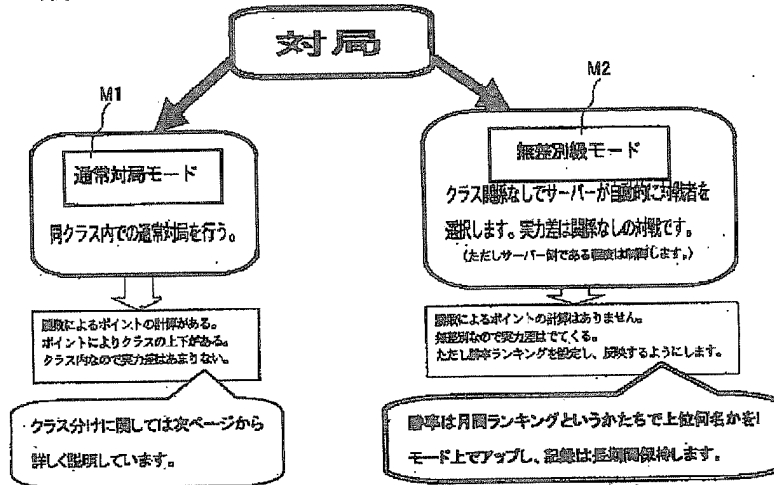 対局
M1
M2
通常対局モード
同クラス内での通常対局を行う。
無差別級モード
クラス関係なしでサーバーが自動的に対戦者を
選択します。実力差は関係なしの対戦です。
(ただしサーバー側である程度は制御します。)
勝敗によるポイントの計算がある。
ポイントによりクラスの上下がある。
クラス内なので実力差はあまりない。
勝敗によるポイントの計算はありません。
無差別なので実力差はでてくる。
ただし勝率ランキングを設定し、反映するようにします。
クラス分けに関しては次ページから
詳しく説明しています。
勝率は月間ランキングというかたちで上位何名かを
モード上でアップし、記録は長期間保持します。